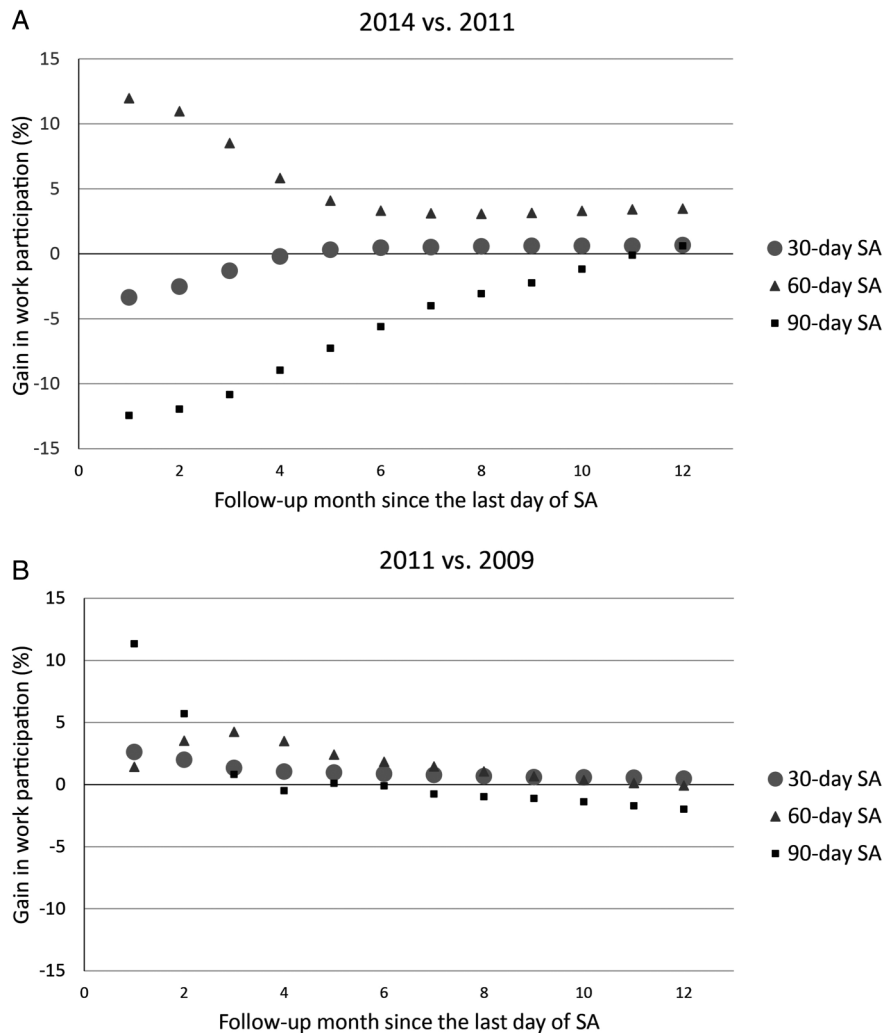 A
2014 vs. 2011
Gain in work participation (%)
15
10
5
0
-5
-10
-15
0 2 4 6 8 10 12
Follow-up month since the last day of SA
30-day SA
60-day SA
90-day SA
B
2011 vs. 2009
Gain in work participation (%)
15
10
5
0
-5
-10
-15
0 2 4 6 8 10 12
Follow-up month since the last day of SA
30-day SA
60-day SA
90-day SA